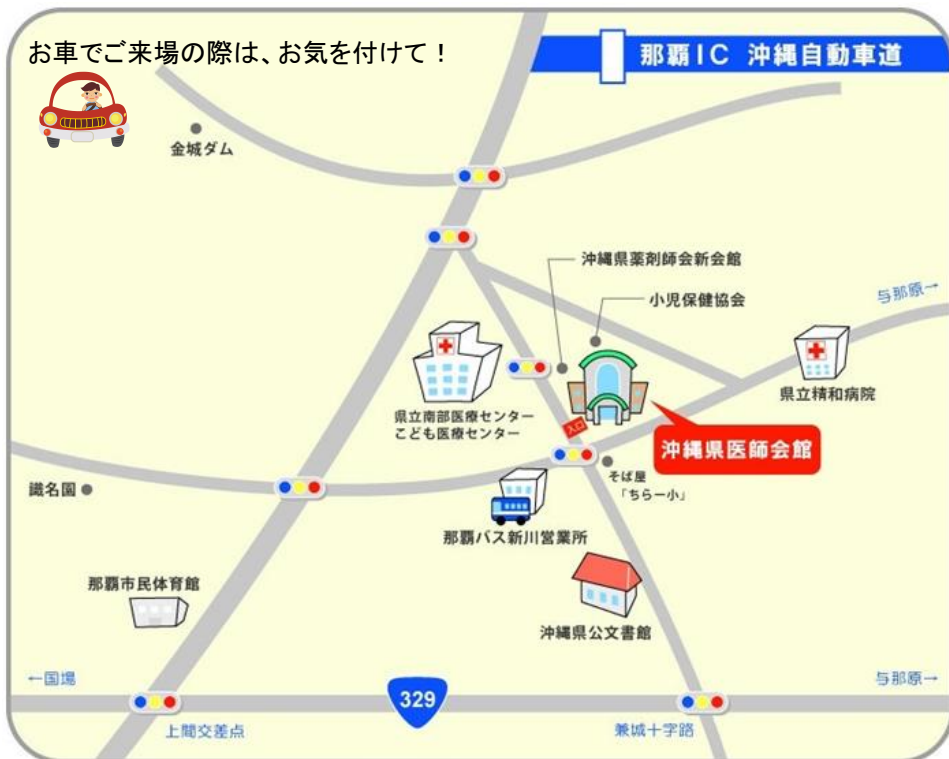 お車でご来場の際は、お気を付けて！
那覇IC 沖縄自動車道
金城ダム
沖縄県薬剤師会新会館
小児保健協会
与那原→
県立精和病院
県立南部医療センター
こども医療センター
入口
沖縄県医師会館
そば屋
「ちらー小」
識名園
那覇バス新川営業所
那覇市民体育館
沖縄県公文書館
←国場
329
与那原→
上間交差点
兼城十字路